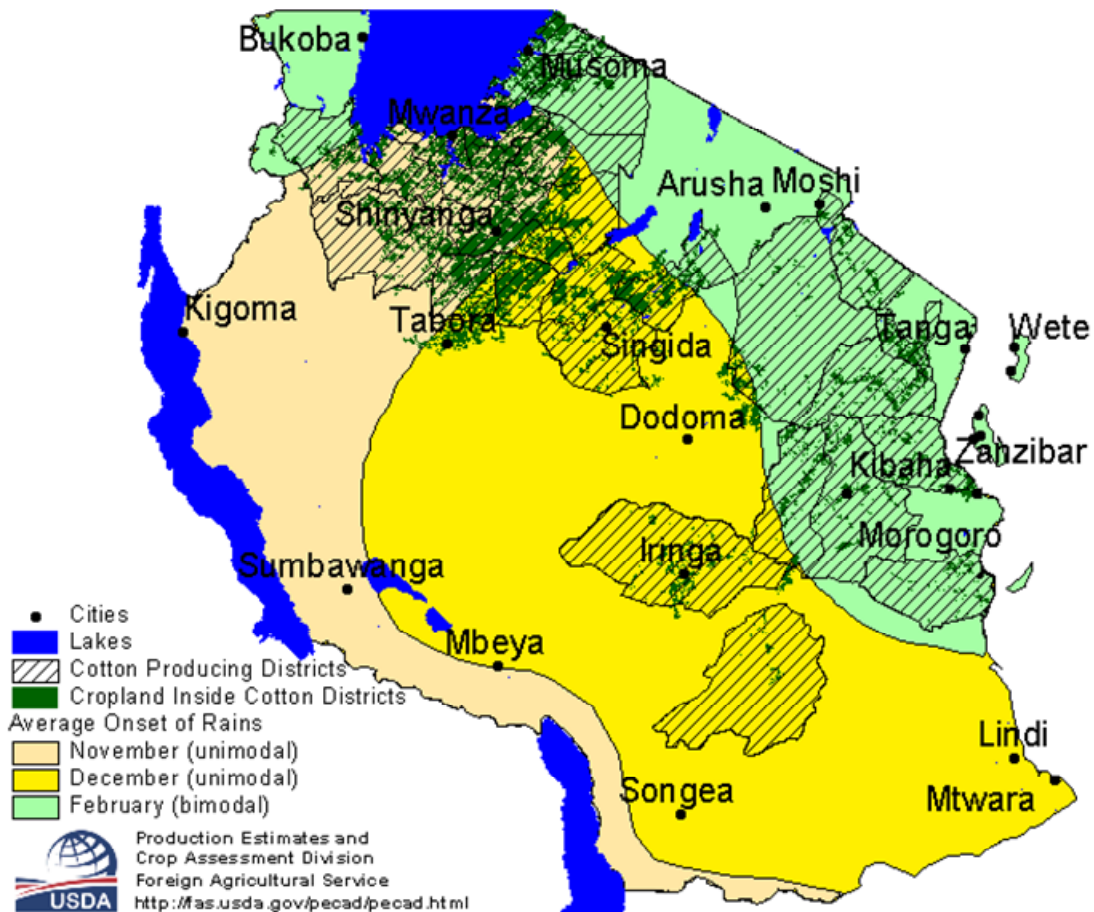 Bukoba
Musoma
Mwanza
Arusha
Moshi
Shinyanga
Kigoma
Tabora
Tanga
Wete
Singida
Dodoma
Zanzibar
Kibaha
Iringa
Morogoro
Sumbawanga
Mbeya
Lindi
Songea
Mtwara
Cities
Lakes
Cotton Producing Districts
Cropland Inside Cotton Districts
Average Onset of Rains
November (unimodal)
December (unimodal)
February (bimodal)
USDA
Production Estimates and
Crop Assessment Division
Foreign Agricultural Service
http://fas.usda.gov/pecad/pecad.html